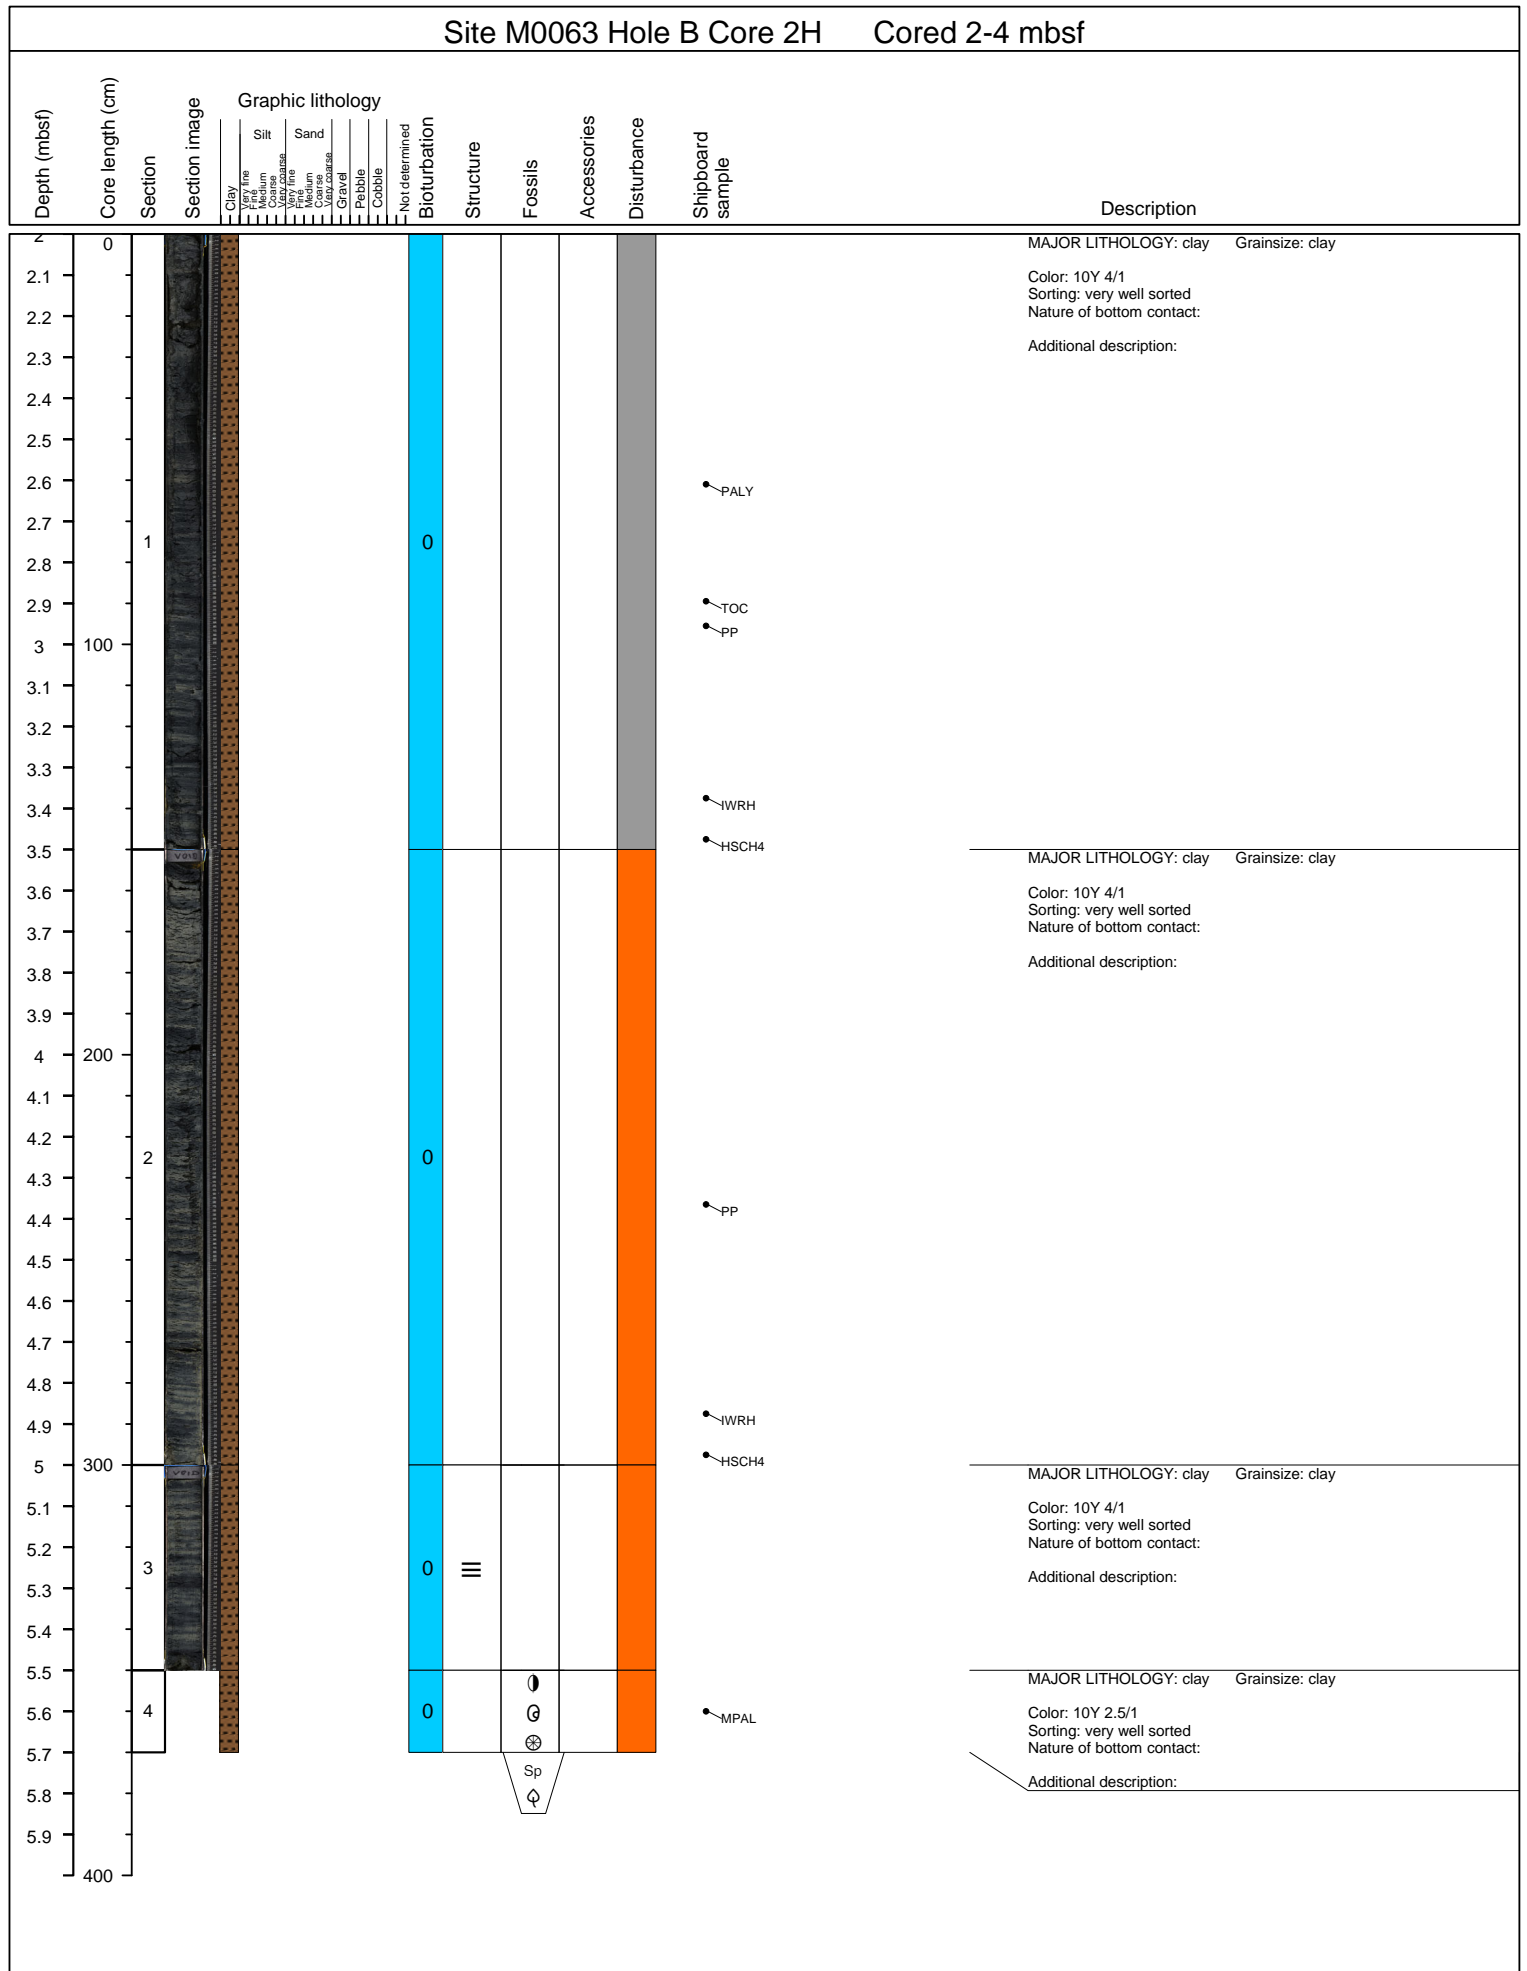 Site M0063 Hole B Core 2H Cored 2-4 mbsf
Depth (mbsf)
Core length (cm)
Section
Section image
Graphic lithology
Clay
Silt
Very fine
Fine
Medium
Coarse
Very coarse
Sand
Very fine
Fine
Medium
Coarse
Very coarse
Gravel
Pebble
Cobble
Not determined
Bioturbation
Structure
Fossils
Accessories
Disturbance
Shipboard
sample
Description
2 0
MAJOR LITHOLOGY: clay Grainsize: clay
2.1
Color: 10Y 4/1
Sorting: very well sorted
2.2
Nature of bottom contact:
2.3
Additional description:
2.4
2.5
2.6
PALY
2.7
1 0
2.8
2.9
TOC
PP
3 100
3.1
3.2
3.3
3.4
IWRH
HSCH4
3.5
VOID
MAJOR LITHOLOGY: clay Grainsize: clay
3.6
Color: 10Y 4/1
Sorting: very well sorted
3.7
Nature of bottom contact:
3.8
Additional description:
3.9
4 200
4.1
4.2
2 0
4.3
4.4
PP
4.5
4.6
4.7
4.8
4.9
IWRH
HSCH4
5 300
VOID
MAJOR LITHOLOGY: clay Grainsize: clay
5.1
Color: 10Y 4/1
Sorting: very well sorted
5.2
Nature of bottom contact:
3 0
5.3
Additional description:
5.4
5.5
MAJOR LITHOLOGY: clay Grainsize: clay
5.6
4 0
MPAL
Color: 10Y 2.5/1
Sorting: very well sorted
5.7
Nature of bottom contact:
Sp
5.8
Additional description:
5.9
400